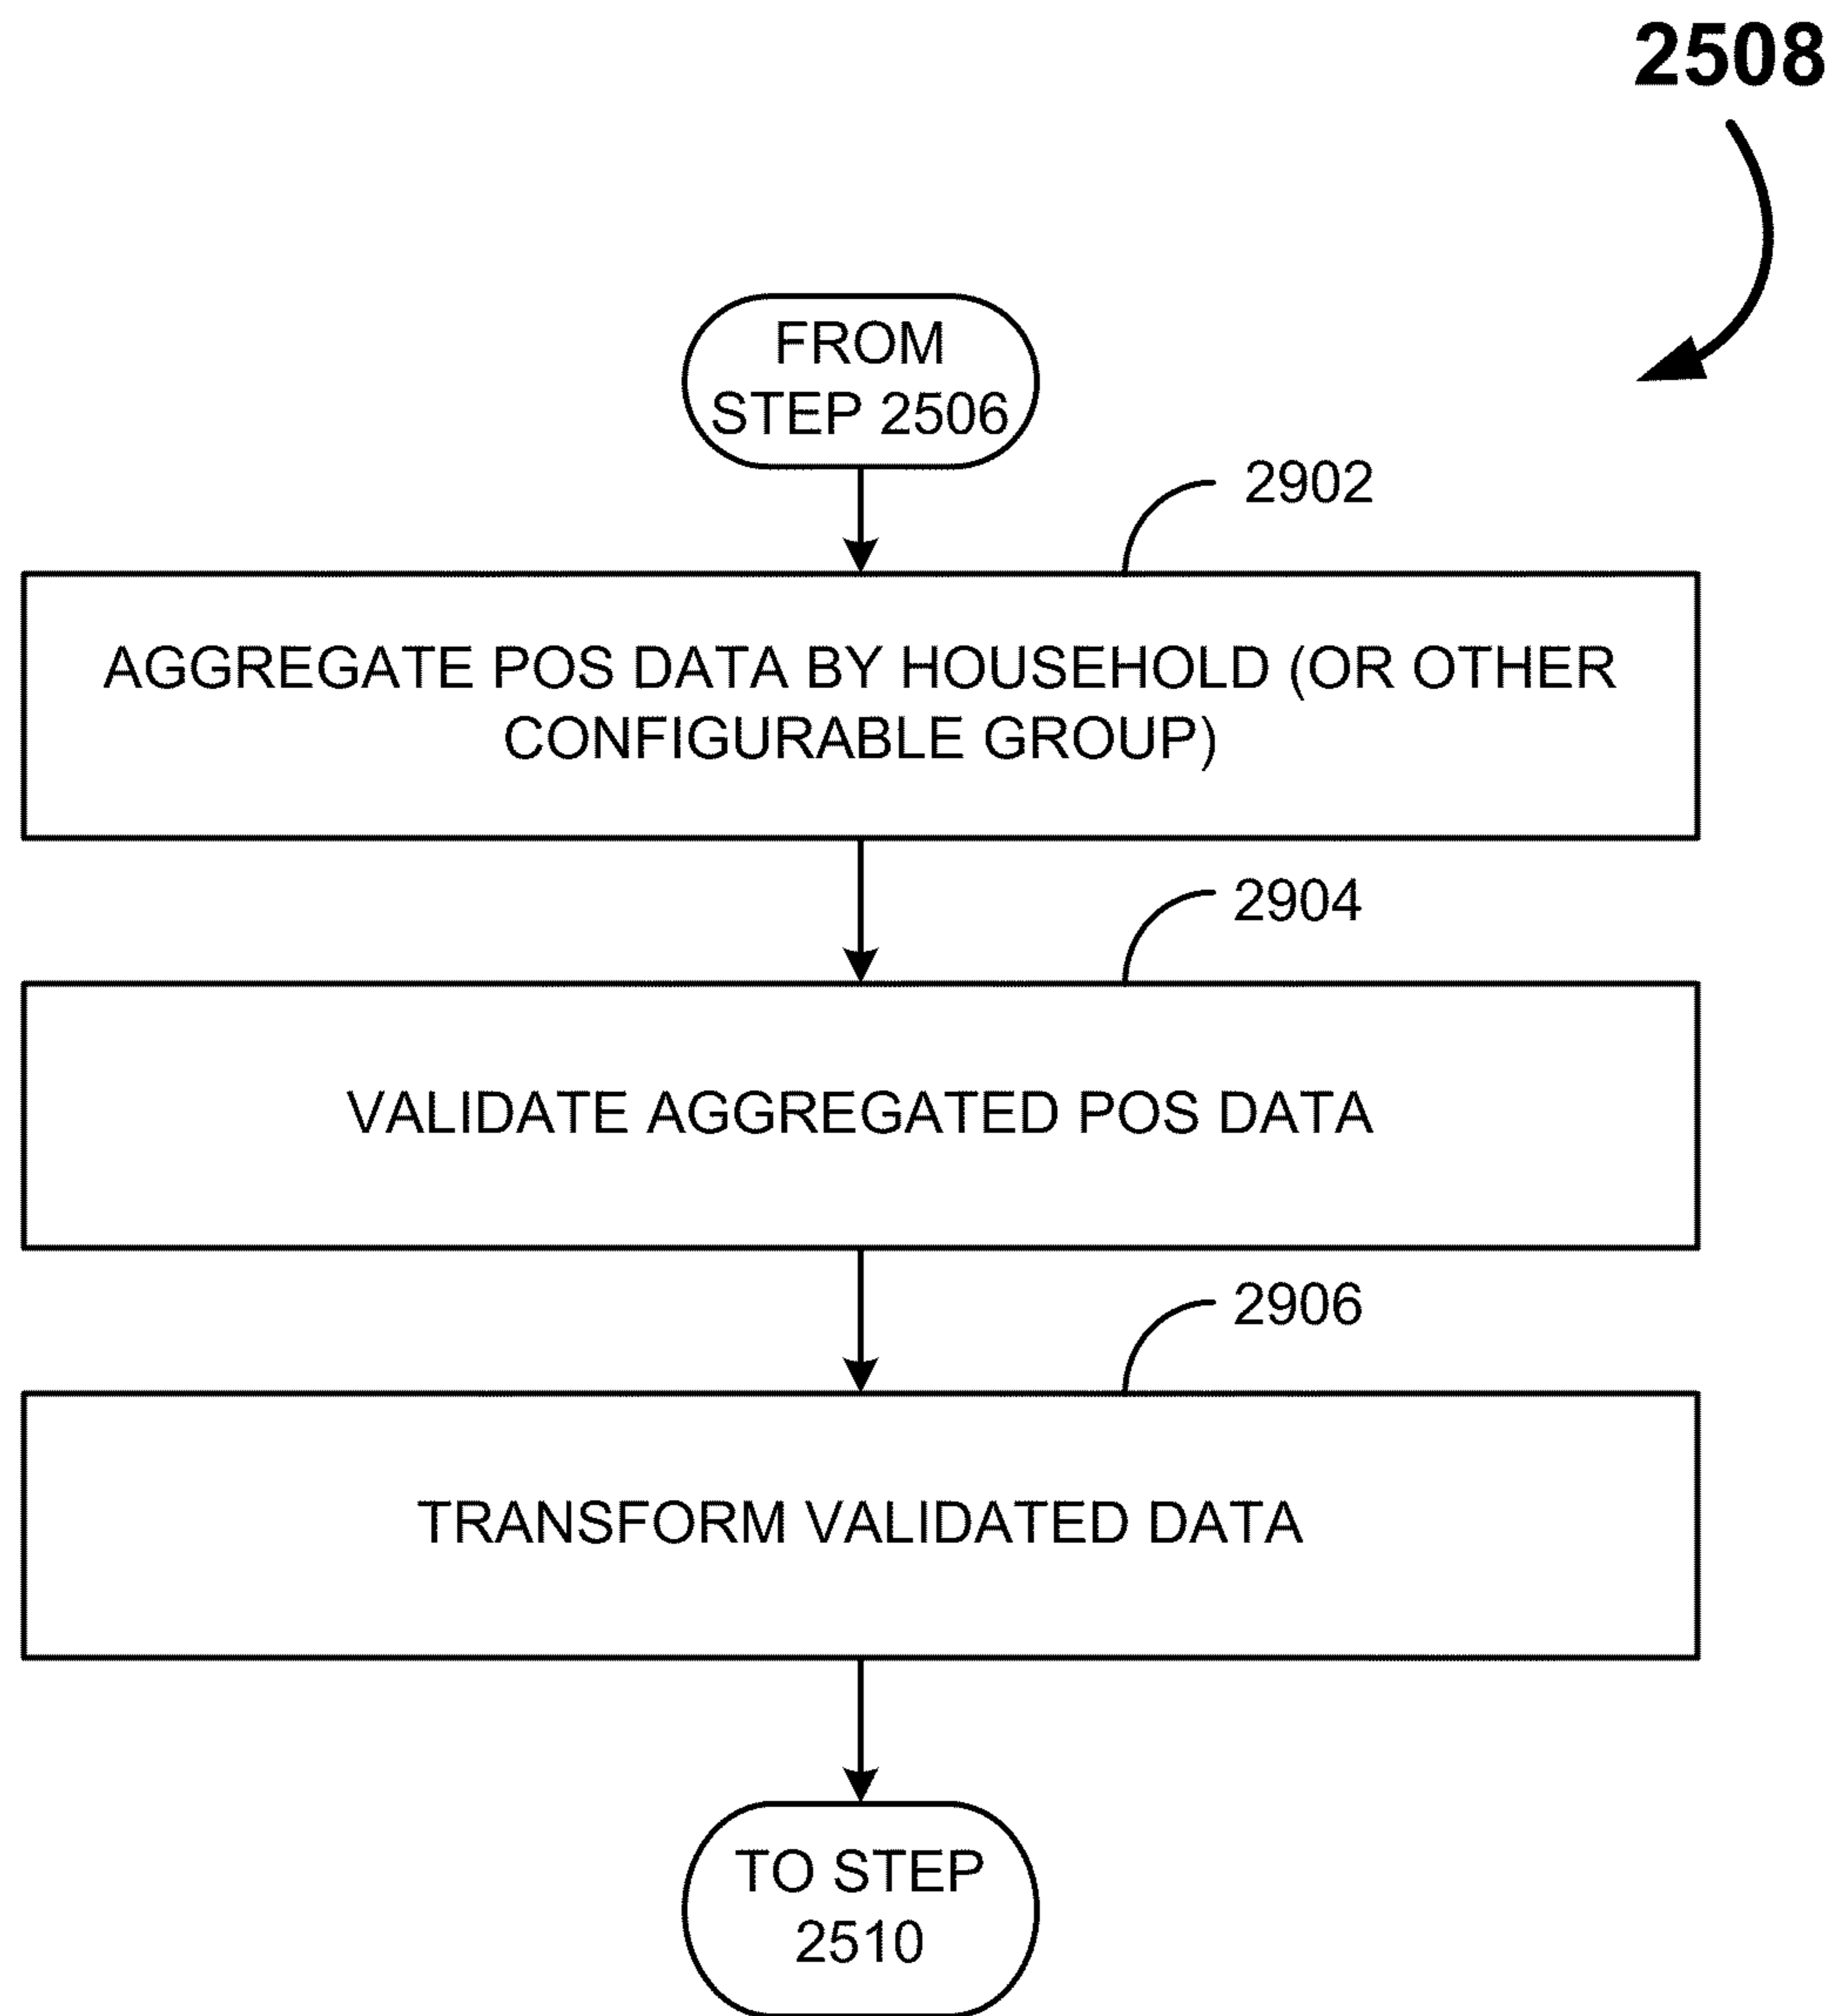 2508
FROM
STEP 2506
2902
AGGREGATE POS DATA BY HOUSEHOLD (OR OTHER
CONFIGURABLE GROUP)
2904
VALIDATE AGGREGATED POS DATA
2906
TRANSFORM VALIDATED DATA
TO STEP
2510